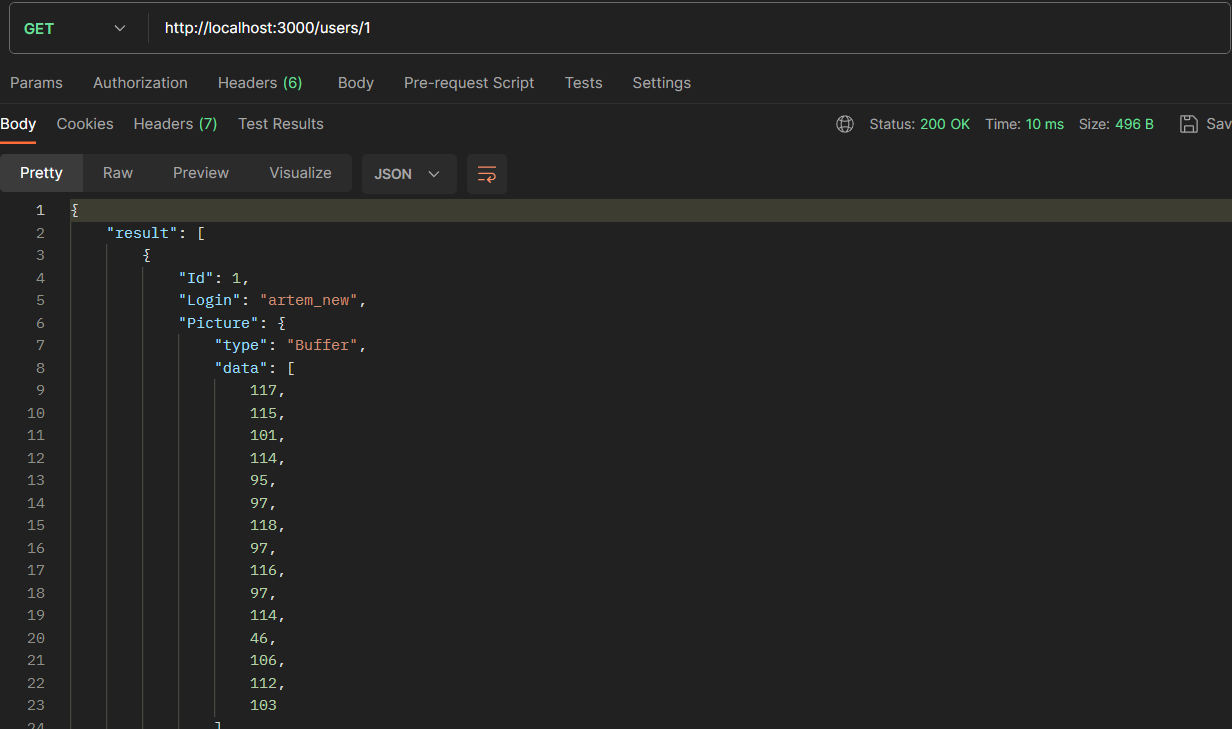 GET http://localhost:3000/users/1
Params Authorization Headers (6) Body Pre-request Script Tests Settings
Body Cookies Headers (7) Test Results Status: 200 OK Time: 10 ms Size: 496 B Sav
Pretty Raw Preview Visualize JSON
1 {
2 "result": [
3 {
4 "Id": 1,
5 "Login": "artem_new",
6 "Picture": {
7 "type": "Buffer",
8 "data": [
9 117,
10 115,
11 101,
12 114,
13 95,
14 97,
15 118,
16 97,
17 116,
18 97,
19 114,
20 46,
21 106,
22 112,
23 103
24 ]